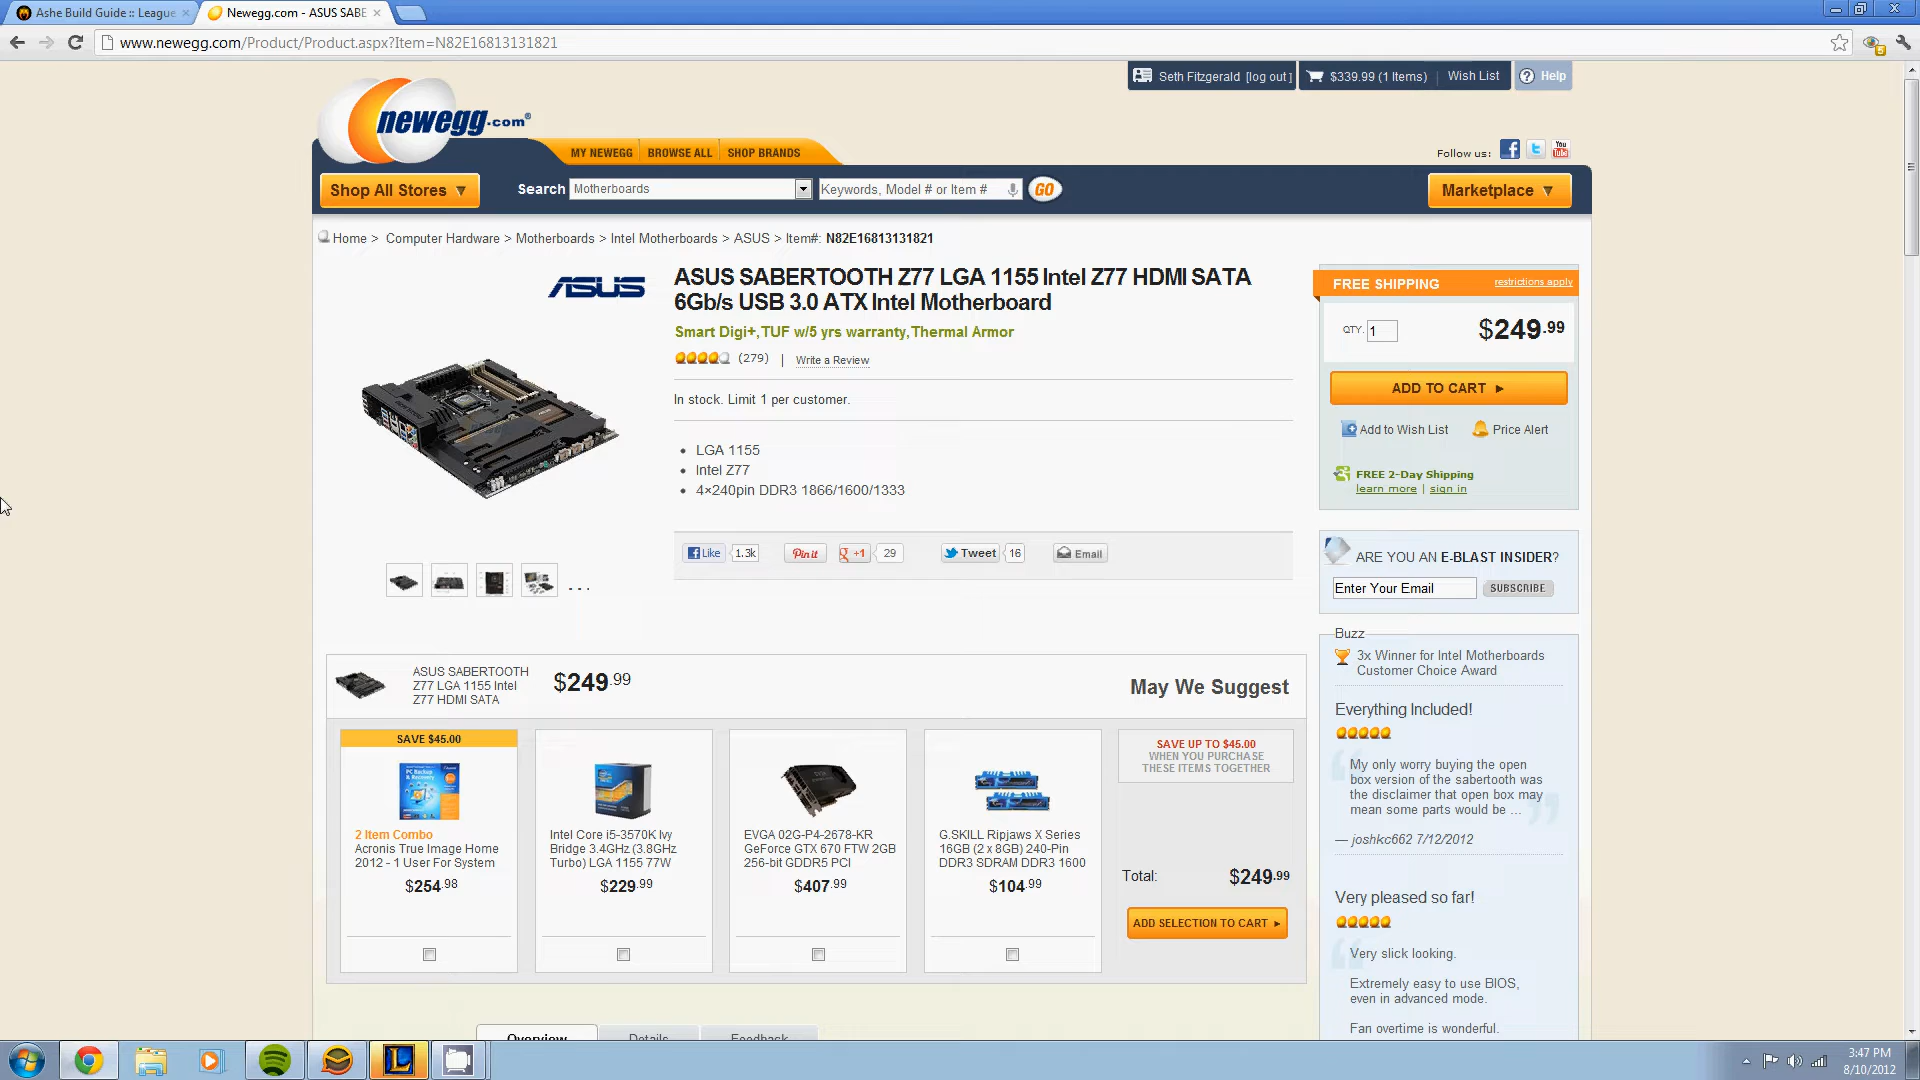 Ashe Build Guide :: League
Newegg.com - ASUS SABE
www.newegg.com/Product/Product.aspx?Item=N82E16813131821
Seth Fitzgerald [log out]
$339.99 (1 Items)
Wish List
Help
newegg.com®
MY NEWEGG
BROWSE ALL
SHOP BRANDS
Follow us:
You Tube
Shop All Stores
Search
Motherboards
Keywords, Model # or Item #
GO
Marketplace
Home > Computer Hardware > Motherboards > Intel Motherboards > ASUS > Item#: N82E16813131821
ASUS
ASUS SABERTOOTH Z77 LGA 1155 Intel Z77 HDMI SATA
6Gb/s USB 3.0 ATX Intel Motherboard
Smart Digi+,TUF w/5 yrs warranty,Thermal Armor
(279) | Write a Review
In stock. Limit 1 per customer.
LGA 1155
Intel Z77
4×240pin DDR3 1866/1600/1333
Like
1.3k
Pin it
+1
29
Tweet
16
Email
...
FREE SHIPPING
restrictions apply
QTY.
1
$249.99
ADD TO CART
Add to Wish List
Price Alert
FREE 2-Day Shipping
learn more | sign in
ARE YOU AN E-BLAST INSIDER?
Enter Your Email
SUBSCRIBE
Buzz
3x Winner for Intel Motherboards
Customer Choice Award
Everything Included!
My only worry buying the open
box version of the sabertooth was
the disclaimer that open box may
mean some parts would be ...
— joshkc662 7/12/2012
Very pleased so far!
Very slick looking.
Extremely easy to use BIOS,
even in advanced mode.
Fan overtime is wonderful.
ASUS SABERTOOTH
Z77 LGA 1155 Intel
Z77 HDMI SATA
$249.99
May We Suggest
SAVE $45.00
2 Item Combo
Acronis True Image Home
2012 - 1 User For System
$254.98
Intel Core i5-3570K Ivy
Bridge 3.4GHz (3.8GHz
Turbo) LGA 1155 77W
$229.99
EVGA 02G-P4-2678-KR
GeForce GTX 670 FTW 2GB
256-bit GDDR5 PCI
$407.99
G.SKILL Ripjaws X Series
16GB (2 x 8GB) 240-Pin
DDR3 SDRAM DDR3 1600
$104.99
SAVE UP TO $45.00
WHEN YOU PURCHASE
THESE ITEMS TOGETHER
Total:
$249.99
ADD SELECTION TO CART
Overview
Details
Feedback
3:47 PM
8/10/2012